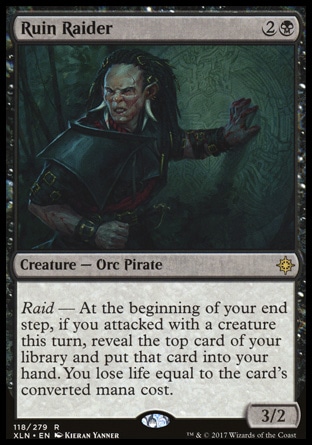 Ruin Raider 2
Creature — Orc Pirate
Raid — At the beginning of your end
step, if you attacked with a creature
this turn, reveal the top card of your
library and put that card into your
hand. You lose life equal to the card's
converted mana cost.
3/2
118/279 R
XLN • EN Kieran Yanner ™ & © 2017 Wizards of the Coast